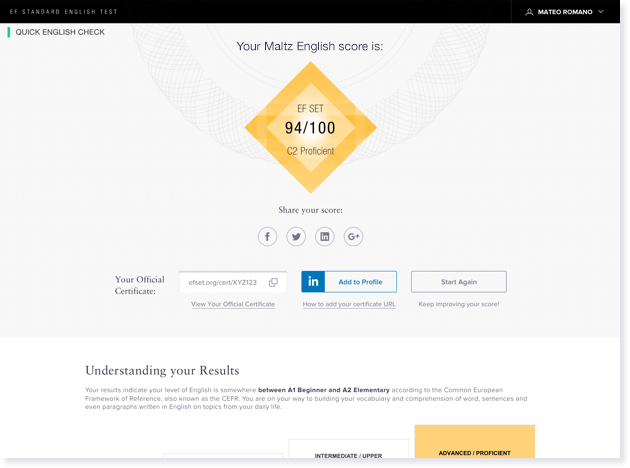 EF STANDARD ENGLISH TEST
MATEO ROMANO
QUICK ENGLISH CHECK
Your Maltz English score is:
EF SET
94/100
C2 Proficient
Share your score:
f
in
G+
Your Official
Certificate:
efset.org/cert/XYZ123
in
Add to Profile
Start Again
View Your Official Certificate
How to add your certificate URL
Keep improving your score!
Understanding your Results
Your results indicate your level of English is somewhere between A1 Beginner and A2 Elementary according to the Common European
Framework of Reference, also known as the CEFR. You are on your way to building your vocabulary and comprehension of word, sentences and
even paragraphs written in English on topics from your daily life.
INTERMEDIATE / UPPER
ADVANCED / PROFICIENT